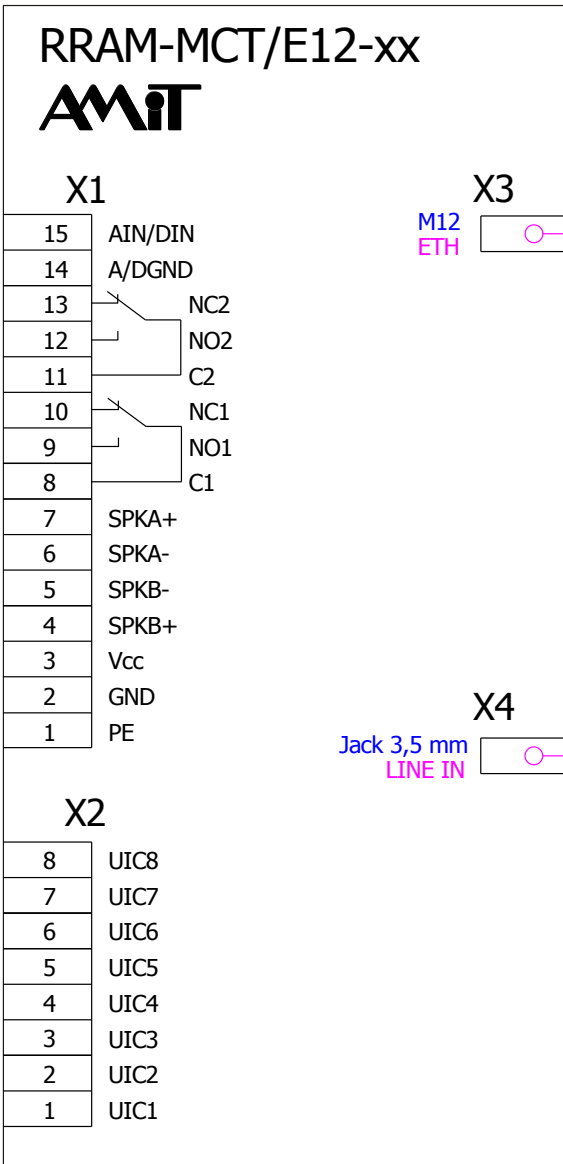 RRAM-MCT/E12-xx
AMiT
X1
15 AIN/DIN
14 A/DGND
13 NC2
12 NO2
11 C2
10 NC1
9 NO1
8 C1
7 SPKA+
6 SPKA-
5 SPKB-
4 SPKB+
3 Vcc
2 GND
1 PE
X2
8 UIC8
7 UIC7
6 UIC6
5 UIC5
4 UIC4
3 UIC3
2 UIC2
1 UIC1
X3
M12
ETH
X4
Jack 3,5 mm
LINE IN